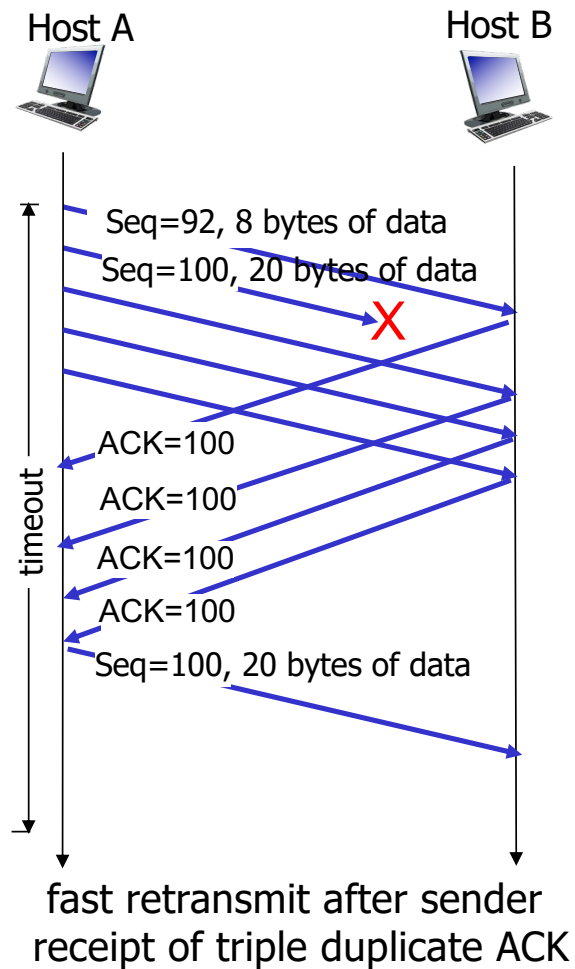 Host A
Host B
Seq=92, 8 bytes of data
Seq=100, 20 bytes of data
X
ACK=100
timeout
ACK=100
ACK=100
ACK=100
Seq=100, 20 bytes of data
fast retransmit after sender
receipt of triple duplicate ACK